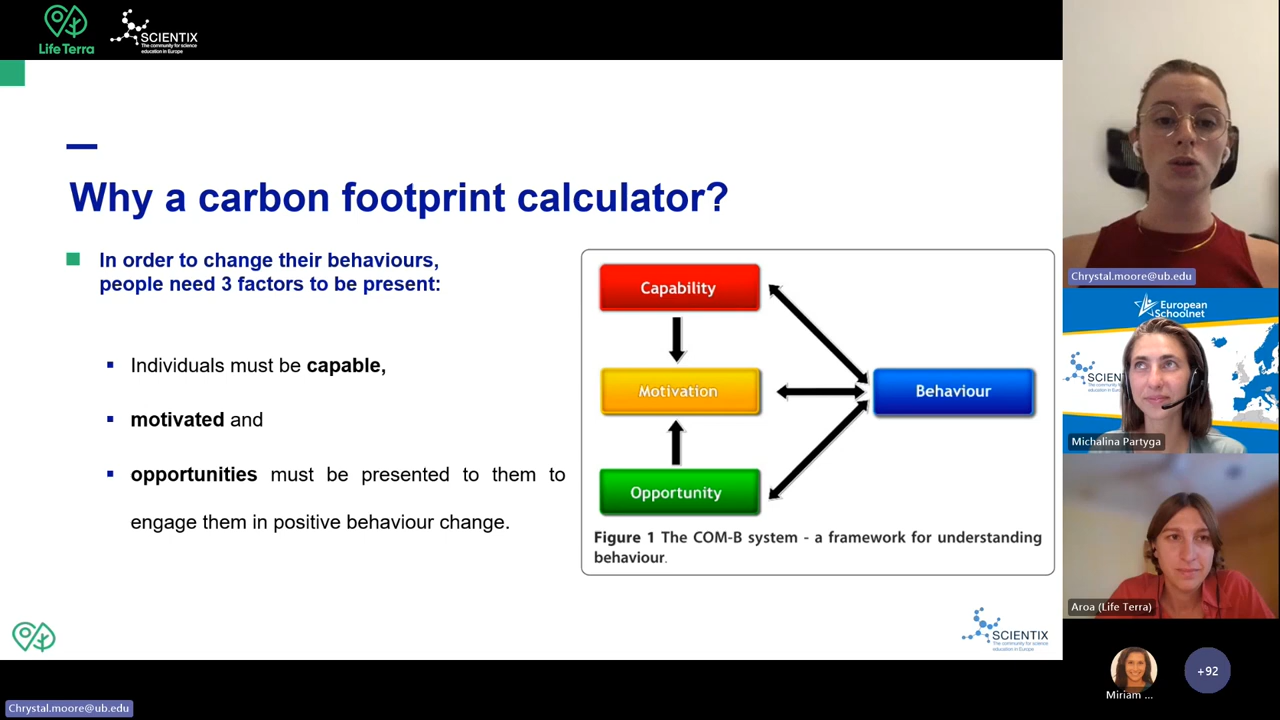 Life Terra
SCIENTIX
The community for science
education in Europe
Why a carbon footprint calculator?
In order to change their behaviours,
people need 3 factors to be present:
Individuals must be capable,
motivated and
opportunities must be presented to them to
engage them in positive behaviour change.
Capability
Motivation
Behaviour
Opportunity
Figure 1 The COM-B system - a framework for understanding
behaviour.
SCIENTIX
The community for science
education in Europe
Chrystal.moore@ub.edu
Chrystal.moore@ub.edu
European
Schoolnet
SCIEN
Michalina Partyga
Aroa (Life Terra)
Miriam ...
+92